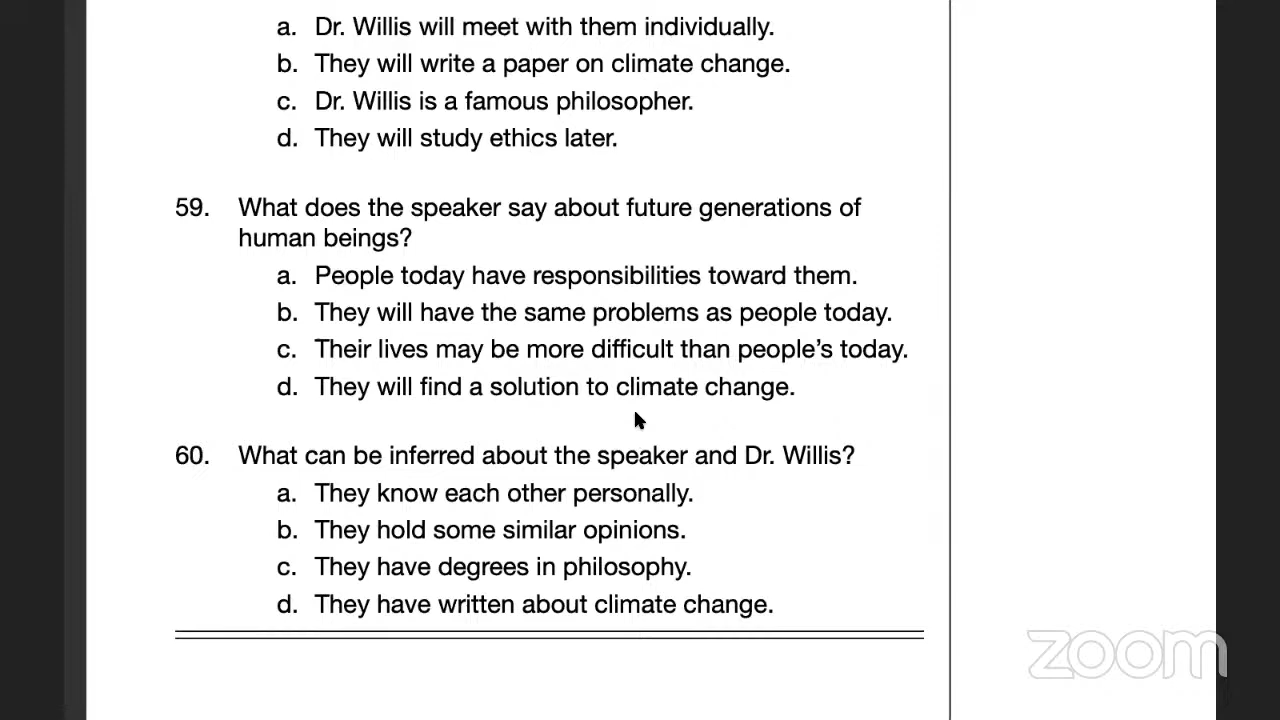 a. Dr. Willis will meet with them individually.
b. They will write a paper on climate change.
c. Dr. Willis is a famous philosopher.
d. They will study ethics later.
59. What does the speaker say about future generations of
human beings?
a. People today have responsibilities toward them.
b. They will have the same problems as people today.
c. Their lives may be more difficult than people’s today.
d. They will find a solution to climate change.
60. What can be inferred about the speaker and Dr. Willis?
a. They know each other personally.
b. They hold some similar opinions.
c. They have degrees in philosophy.
d. They have written about climate change.
zoom